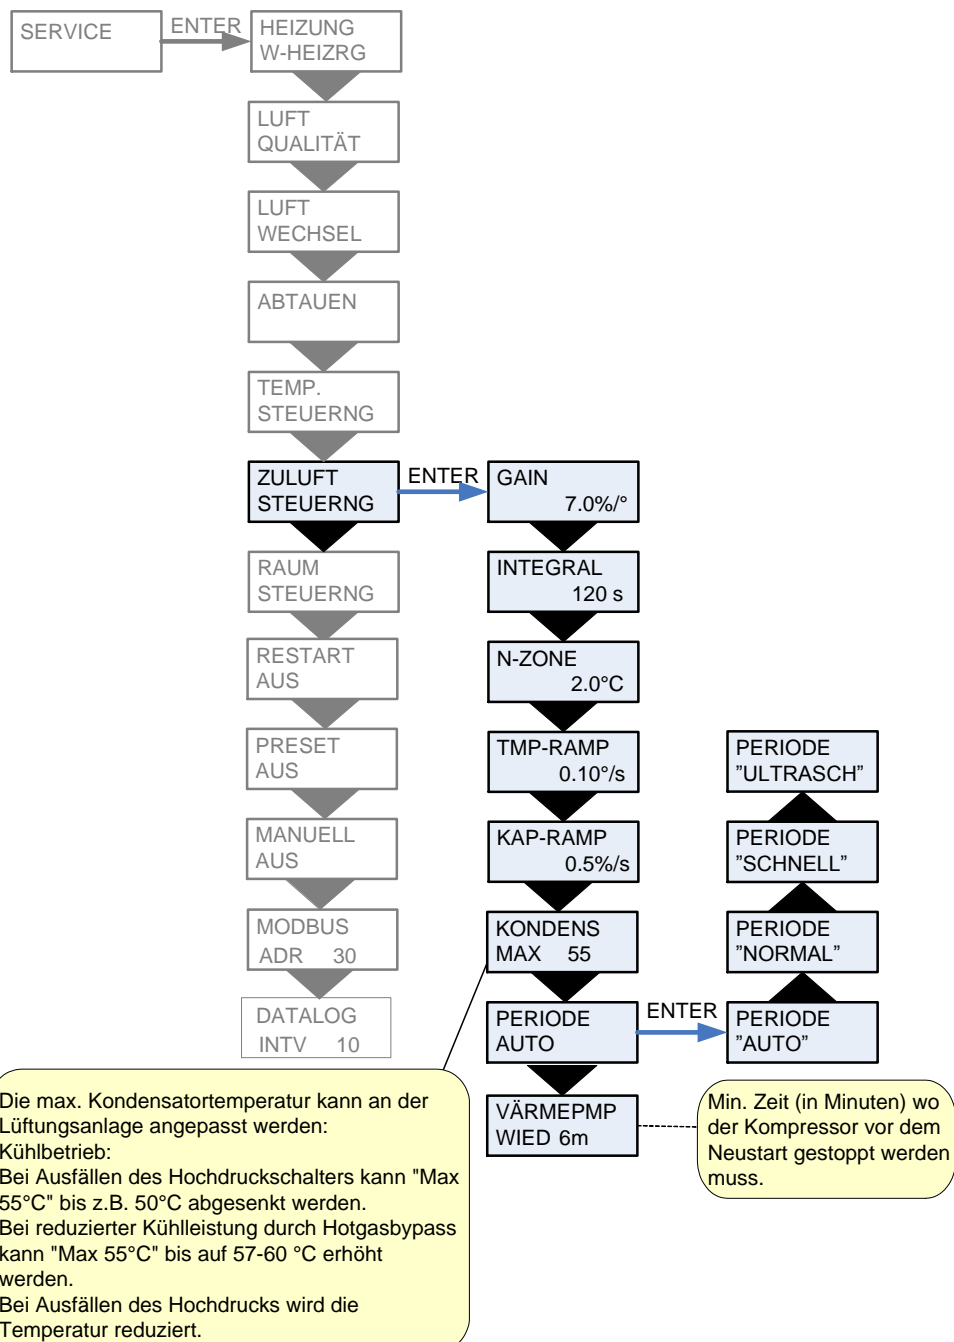 SERVICE
ENTER
HEIZUNG
W-HEIZRG
LUFT
QUALITÄT
LUFT
WECHSEL
ABTAUEN
TEMP.
STEUERNG
ZULUFT
STEUERNG
ENTER
GAIN
7.0%/°
RAUM
STEUERNG
INTEGRAL
120 s
RESTART
AUS
N-ZONE
2.0°C
PRESET
AUS
TMP-RAMP
0.10°/s
PERIODE
"ULTRASCH"
MANUELL
AUS
KAP-RAMP
0.5%/s
PERIODE
"SCHNELL"
MODBUS
ADR 30
KONDENS
MAX 55
PERIODE
"NORMAL"
DATALOG
INTV 10
PERIODE
AUTO
ENTER
PERIODE
"AUTO"
VÄRMEPMP
WIED 6m
Die max. Kondensatortemperatur kann an der
Lüftungsanlage angepasst werden:
Kühlbetrieb:
Bei Ausfällen des Hochdruckschalters kann "Max
55°C" bis z.B. 50°C abgesenkt werden.
Bei reduzierter Kühlleistung durch Hotgasbypass
kann "Max 55°C" bis auf 57-60 °C erhöht
werden.
Bei Ausfällen des Hochdrucks wird die
Temperatur reduziert.
Min. Zeit (in Minuten) wo
der Kompressor vor dem
Neustart gestoppt werden
muss.